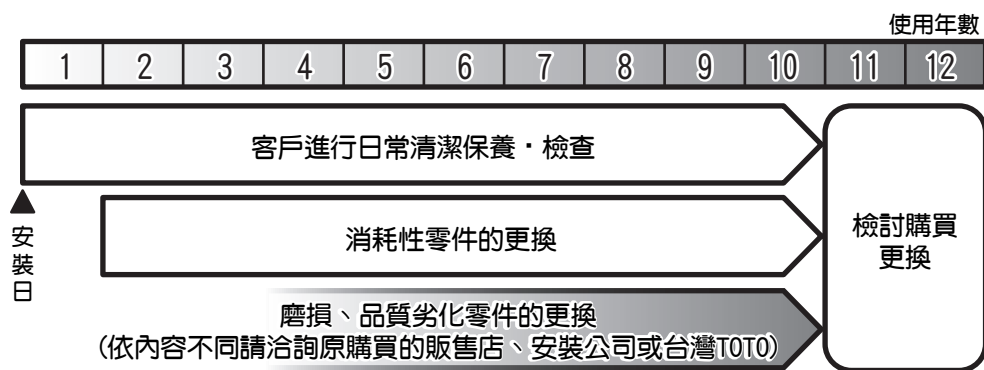 使用年數
1 2 3 4 5 6 7 8 9 10 11 12
客戶進行日常清潔保養・檢查
安裝日
消耗性零件的更換
檢討購買
更換
磨損、品質劣化零件的更換
(依內容不同請洽詢原購買的販售店、安裝公司或台灣TOTO)